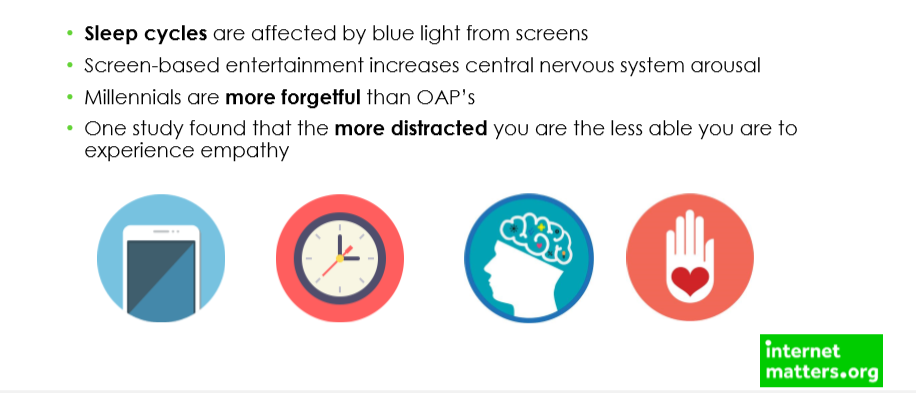 • Sleep cycles are affected by blue light from screens
• Screen-based entertainment increases central nervous system arousal
• Millennials are more forgetful than OAP's
• One study found that the more distracted you are the less able you are to
experience empathy
internet
matters.org